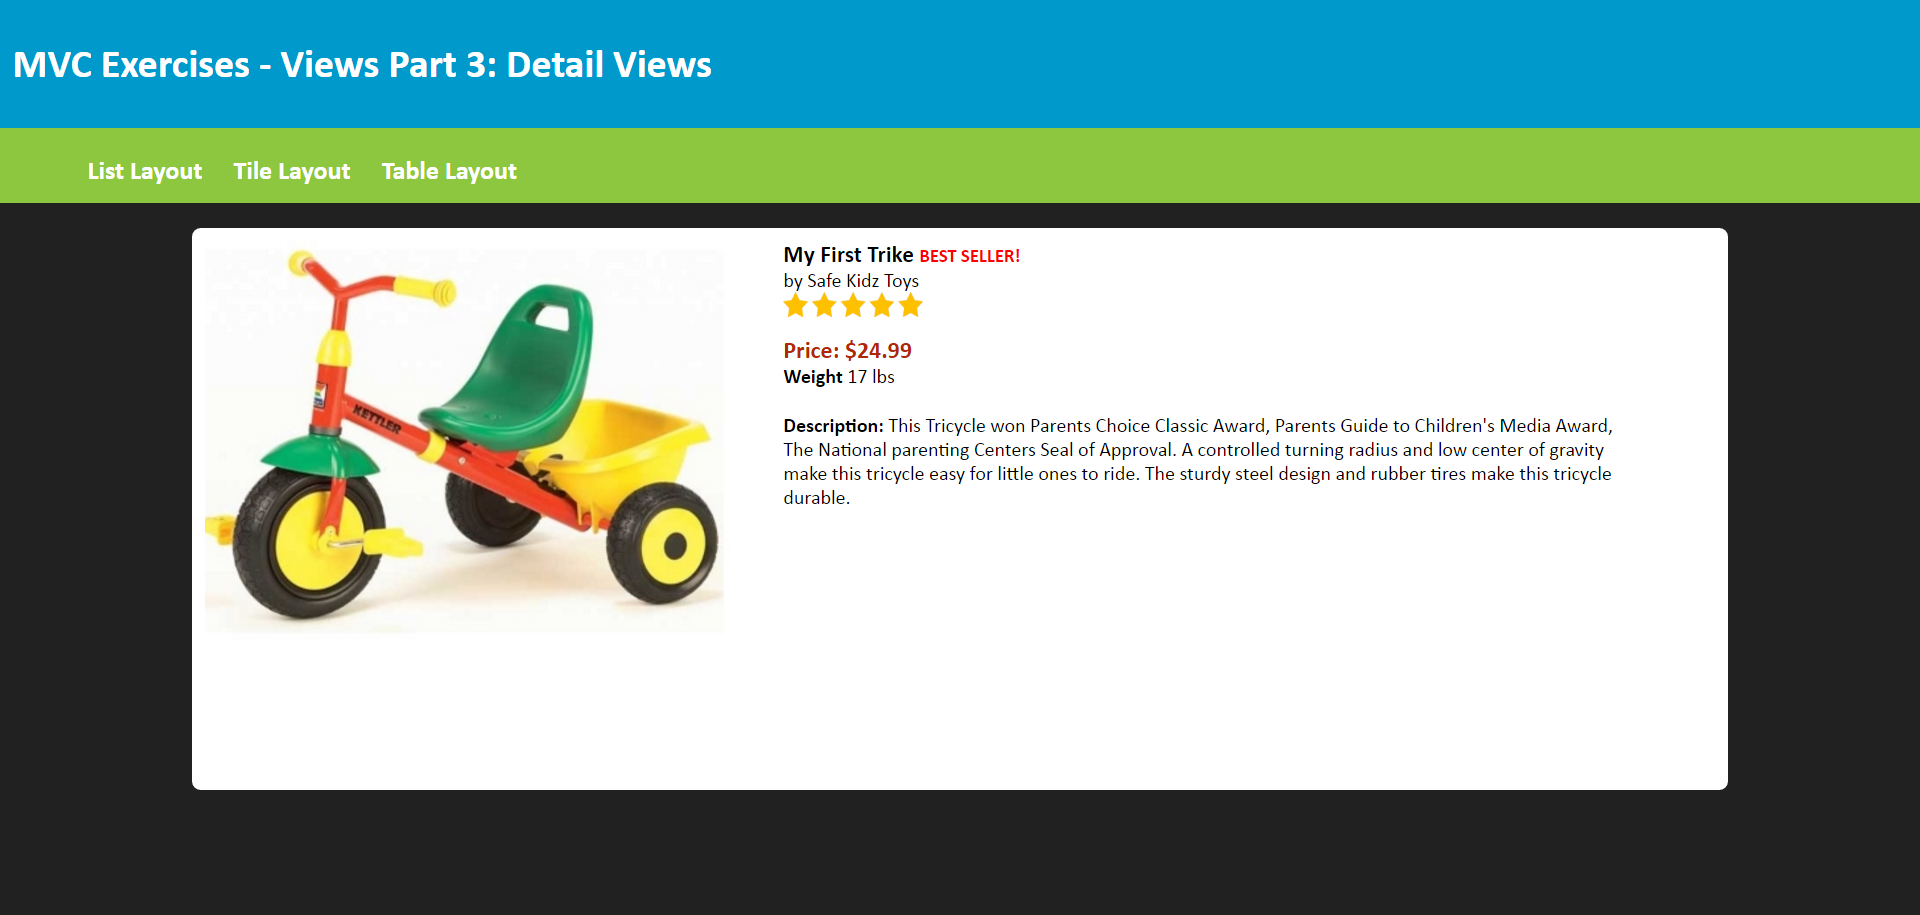 MVC Exercises - Views Part 3: Detail Views
List Layout Tile Layout Table Layout
My First Trike BEST SELLER!
by Safe Kidz Toys
Price: $24.99
Weight 17 lbs
Description: This Tricycle won Parents Choice Classic Award, Parents Guide to Children's Media Award,
The National parenting Centers Seal of Approval. A controlled turning radius and low center of gravity
make this tricycle easy for little ones to ride. The sturdy steel design and rubber tires make this tricycle
durable.
KETTLER